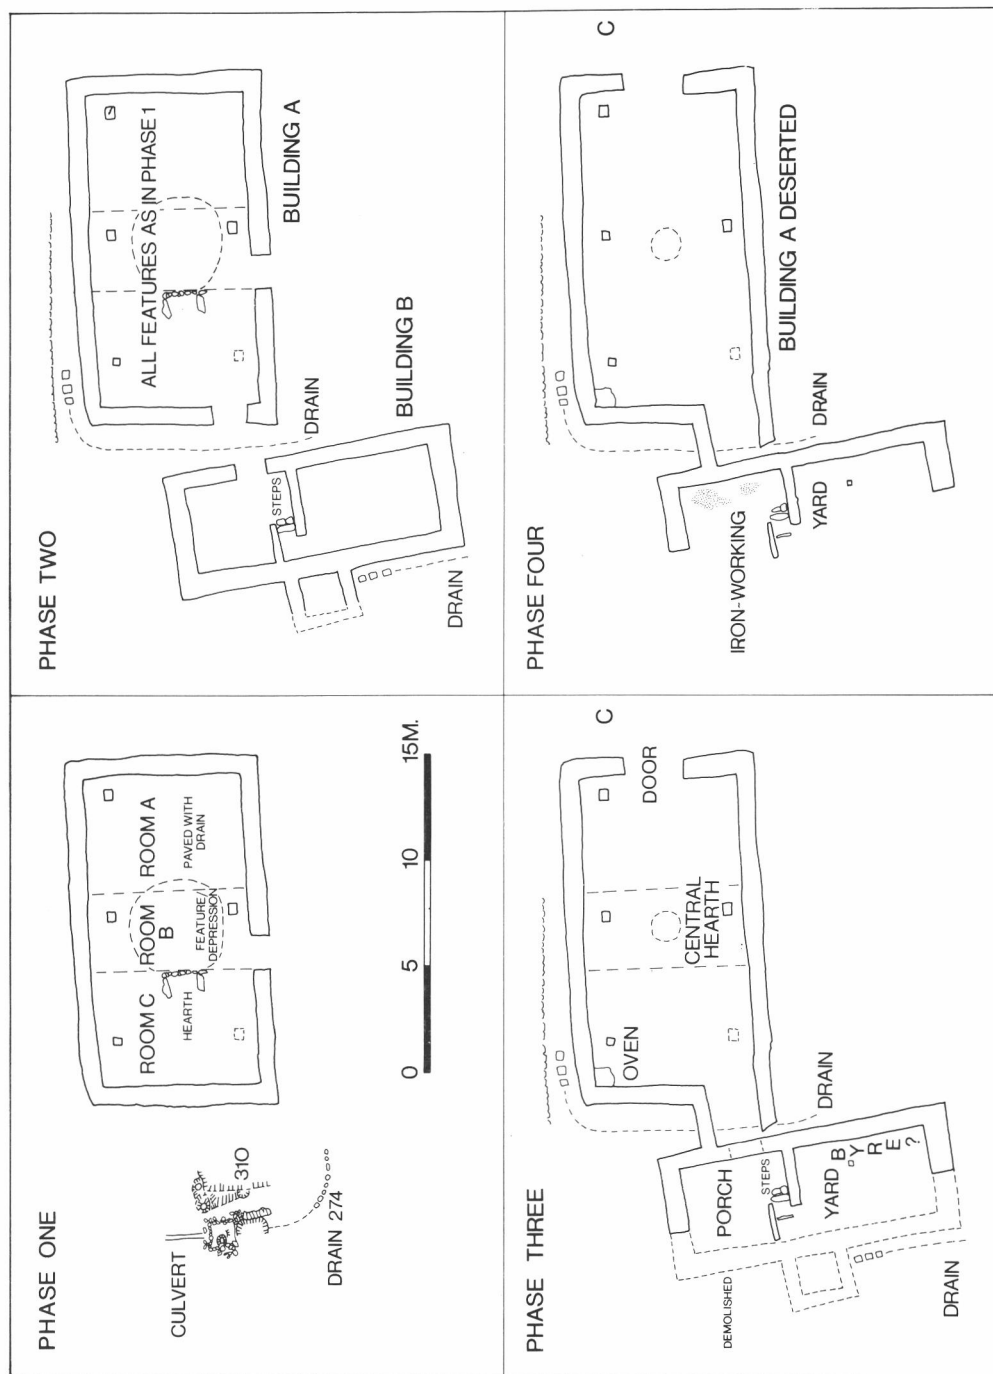 PHASE ONE
CULVERT
310
DRAIN 274
ROOM C
HEARTH
ROOM
B
FEATURE
DEPRESSION
ROOM A
PAVED WITH
DRAIN
0
5
10
15M.
PHASE TWO
ALL FEATURES AS IN PHASE 1
BUILDING A
DRAIN
STEPS
BUILDING B
DRAIN
PHASE THREE
DEMOLISHED
PORCH
STEPS
YARD
BYRE?
DRAIN
DRAIN
OVEN
CENTRAL
HEARTH
DOOR
C
PHASE FOUR
IRON-WORKING
YARD
DRAIN
BUILDING A DESERTED
C